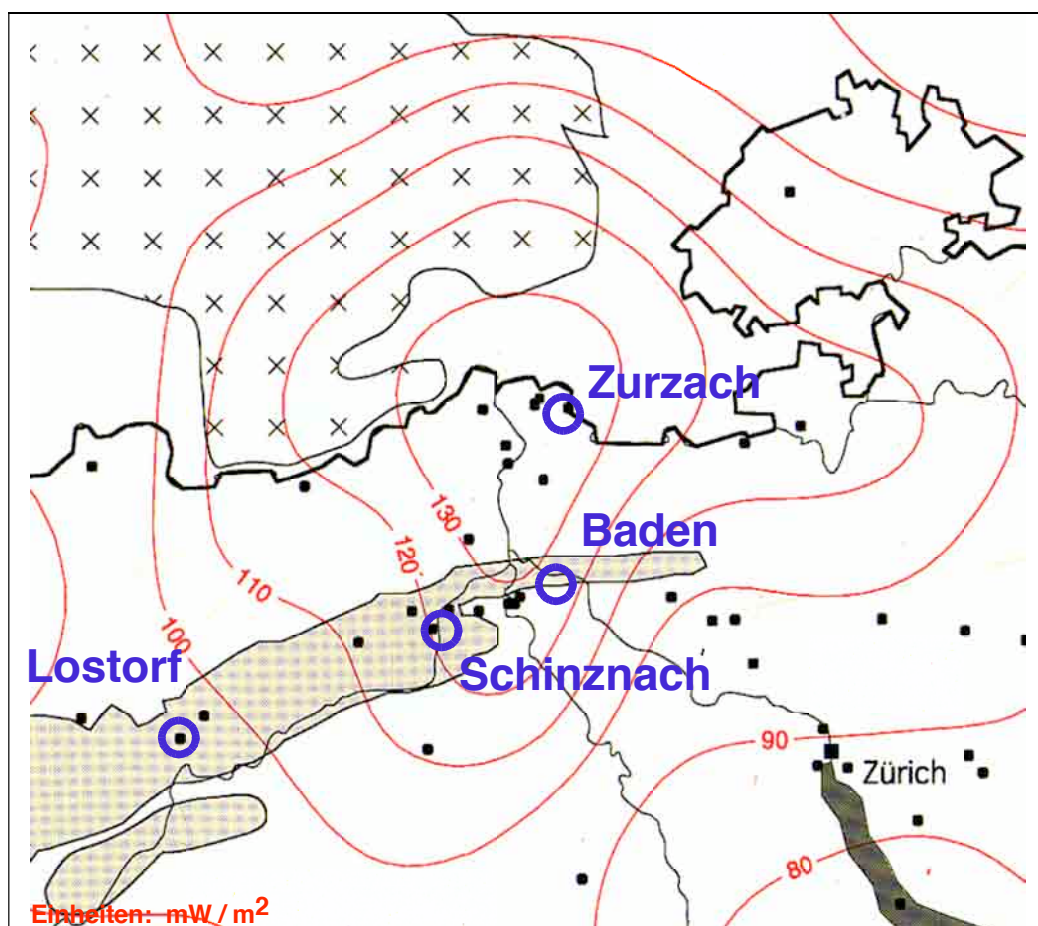 Zurzach
130
Baden
120
110
100
Lostorf
Schinznach
90
Zürich
80
Einheiten: mW / m²